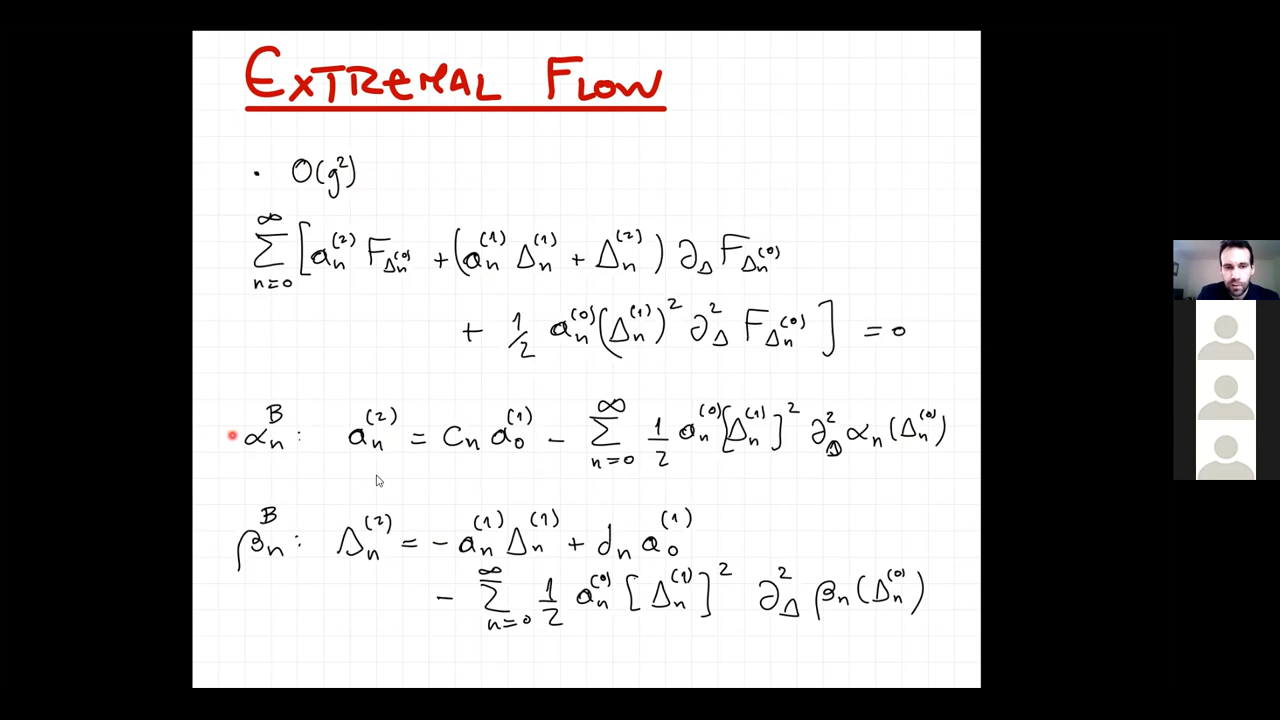 EXTREMAL FLOW
· O(g²)
∑_{n=0}^{∞} [ a_n^{(2)} F_{Δ_n^{(0)}} + (a_n^{(1)} Δ_n^{(1)} + Δ_n^{(2)}) ∂_Δ F_{Δ_n^{(0)}}
+ 1/2 a_n^{(0)} (Δ_n^{(1)})² ∂_Δ² F_{Δ_n^{(0)}} ] = 0
α_n^B : a_n^{(2)} = c_n a_0^{(1)} - ∑_{n=0}^{∞} 1/2 a_n^{(0)} [Δ_n^{(1)}]² ∂_Δ² α_n(Δ_n^{(0)})
β_n^B : Δ_n^{(2)} = - a_n^{(1)} Δ_n^{(1)} + d_n a_0^{(1)}
- ∑_{n=0}^{∞} 1/2 a_n^{(0)} [Δ_n^{(1)}]² ∂_Δ² β_n(Δ_n^{(0)})